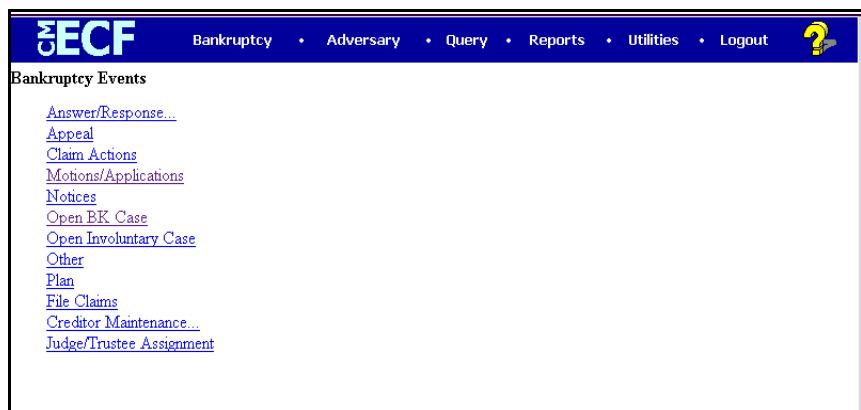 CM ECF Bankruptcy • Adversary • Query • Reports • Utilities • Logout ?
Bankruptcy Events
Answer/Response...
Appeal
Claim Actions
Motions/Applications
Notices
Open BK Case
Open Involuntary Case
Other
Plan
File Claims
Creditor Maintenance...
Judge/Trustee Assignment